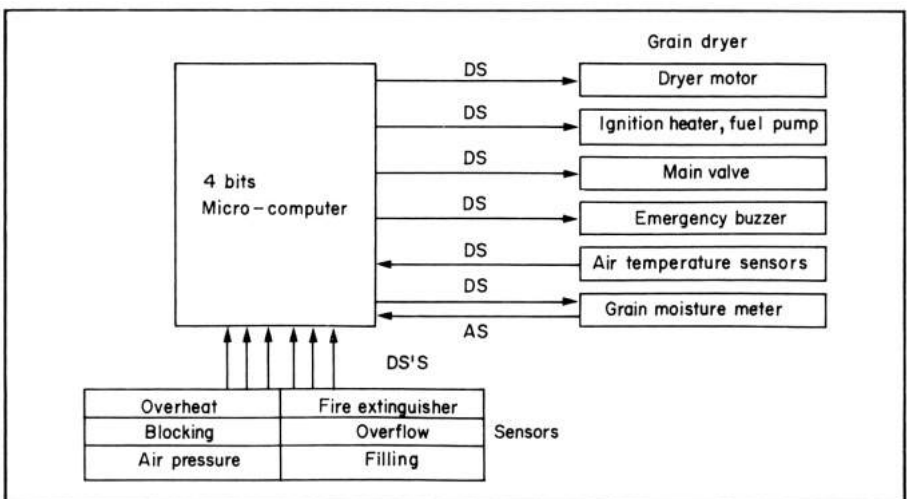 Grain dryer
DS
Dryer motor
DS
Ignition heater, fuel pump
4 bits
Micro-computer
DS
Main valve
DS
Emergency buzzer
DS
Air temperature sensors
DS
Grain moisture meter
AS
DS'S
Overheat
Fire extinguisher
Blocking
Overflow
Sensors
Air pressure
Filling